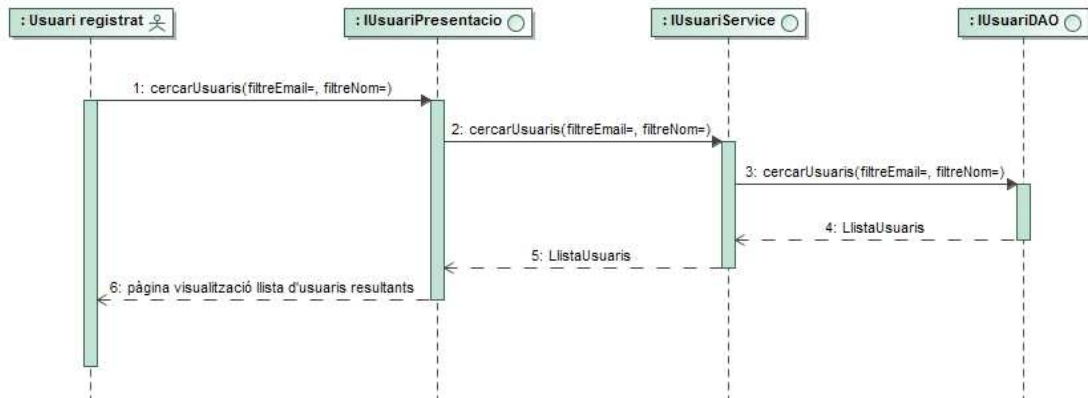 : Usuari registrat
: IUsuariPresentacio
: IUsuariService
: IUsuariDAO
1: cercarUsuaris(filtreEmail=, filtreNom=)
2: cercarUsuaris(filtreEmail=, filtreNom=)
3: cercarUsuaris(filtreEmail=, filtreNom=)
4: LlistaUsuaris
5: LlistaUsuaris
6: pàgina visualització llista d'usuaris resultants